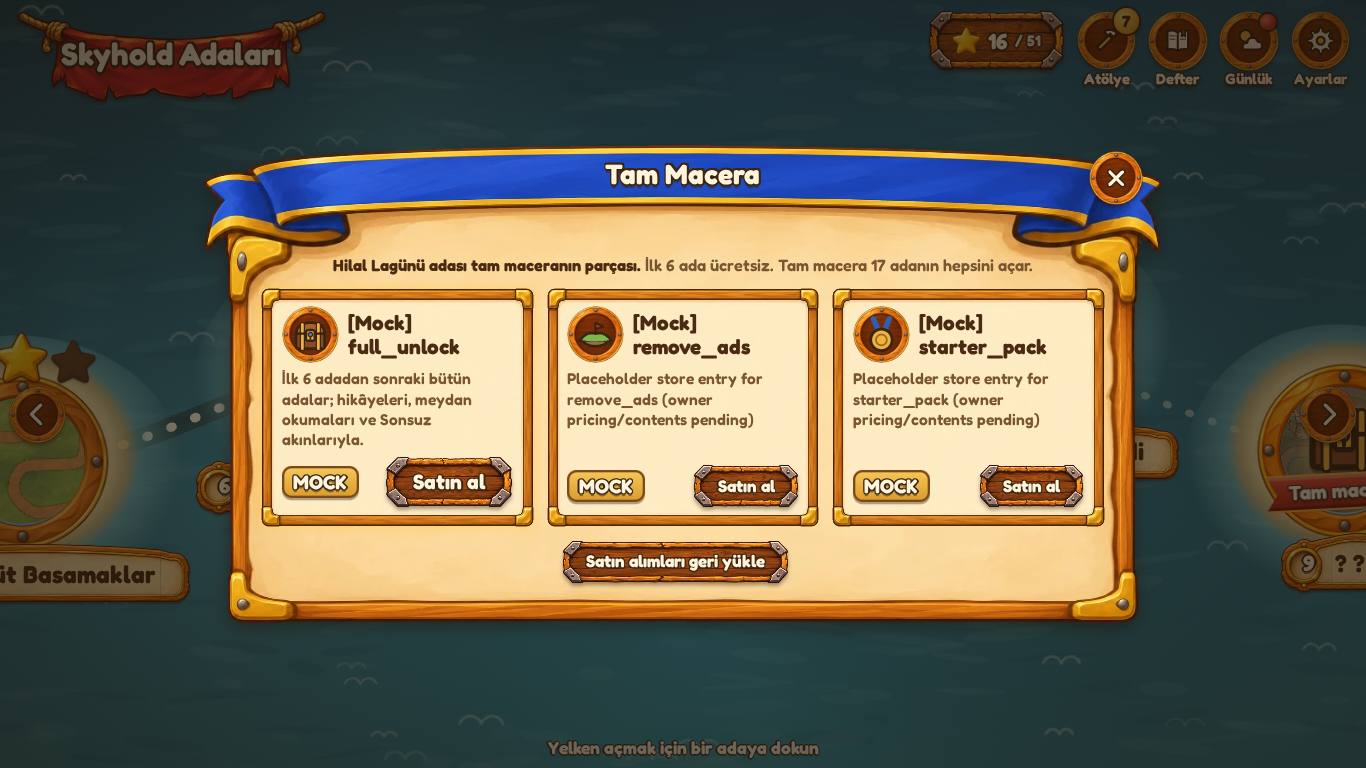 Skyhold Adaları
16 / 51
7
Atölye
Defter
Günlük
Ayarlar
Tam Macera
Hilal Lagünü adası tam maceranın parçası. İlk 6 ada ücretsiz. Tam macera 17 adanın hepsini açar.
[Mock]
full_unlock
İlk 6 adadan sonraki bütün
adalar; hikâyeleri, meydan
okumaları ve Sonsuz
akınlarıyla.
MOCK
Satın al
[Mock]
remove_ads
Placeholder store entry for
remove_ads (owner
pricing/contents pending)
MOCK
Satın al
[Mock]
starter_pack
Placeholder store entry for
starter_pack (owner
pricing/contents pending)
MOCK
Satın al
Satın alımları geri yükle
6
Tam mac
üt Basamaklar
9
? ?
Yelken açmak için bir adaya dokun